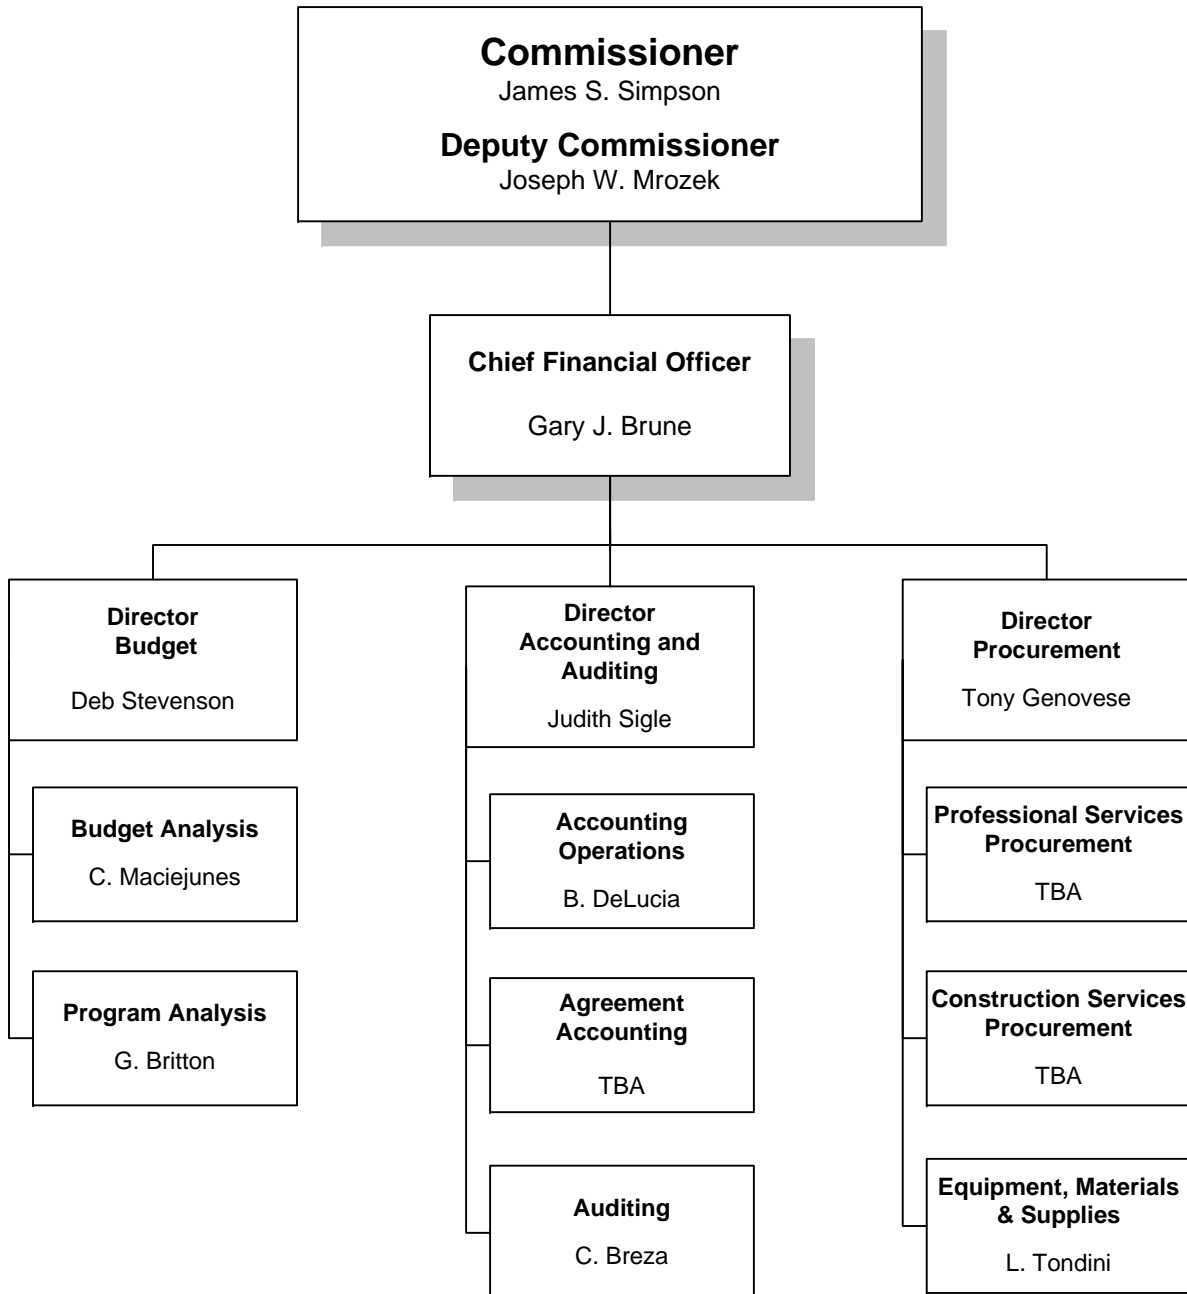 Commissioner
James S. Simpson
Deputy Commissioner
Joseph W. Mrozek
Chief Financial Officer
Gary J. Brune
Director
Budget
Deb Stevenson
Budget Analysis
C. Maciejunes
Program Analysis
G. Britton
Director
Accounting and
Auditing
Judith Sigle
Accounting
Operations
B. DeLucia
Agreement
Accounting
TBA
Auditing
C. Breza
Director
Procurement
Tony Genovese
Professional Services
Procurement
TBA
Construction Services
Procurement
TBA
Equipment, Materials
& Supplies
L. Tondini